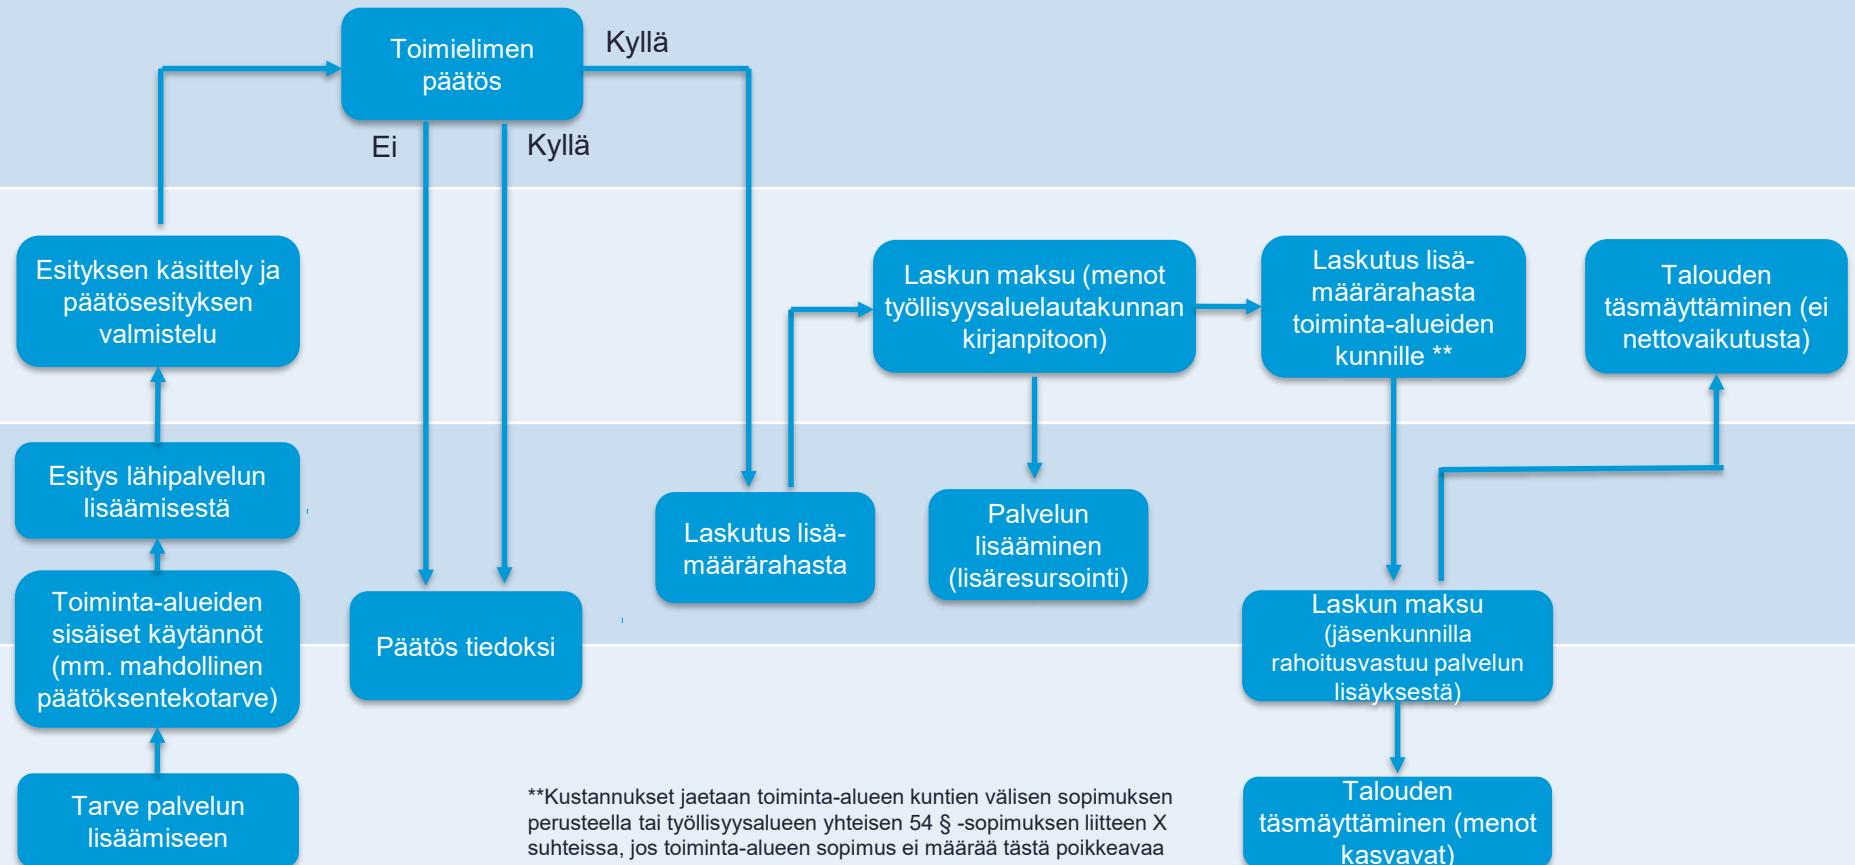 Toimielimen
päätös
Kyllä
Ei
Kyllä
Esityksen käsittely ja
päätösesityksen
valmistelu
Laskun maksu (menot
työllisyysaluelautakunnan
kirjanpitoon)
Laskutus lisä-
määrärahasta
toiminta-alueiden
kunnille **
Talouden
täsmäyttäminen (ei
nettovaikutusta)
Esitys lähipalvelun
lisäämisestä
Laskutus lisä-
määrärahasta
Palvelun
lisääminen
(lisäresursointi)
Toiminta-alueiden
sisäiset käytännöt
(mm. mahdollinen
päätöksentekotarve)
Päätös tiedoksi
Laskun maksu
(jäsenkunnilla
rahoitusvastuu palvelun
lisäyksestä)
Tarve palvelun
lisäämiseen
**Kustannukset jaetaan toiminta-alueen kuntien välisen sopimuksen
perusteella tai työllisyysalueen yhteisen 54 § -sopimuksen liitteen X
suhteissa, jos toiminta-alueen sopimus ei määrää tästä poikkeavaa
Talouden
täsmäyttäminen (menot
kasvavat)